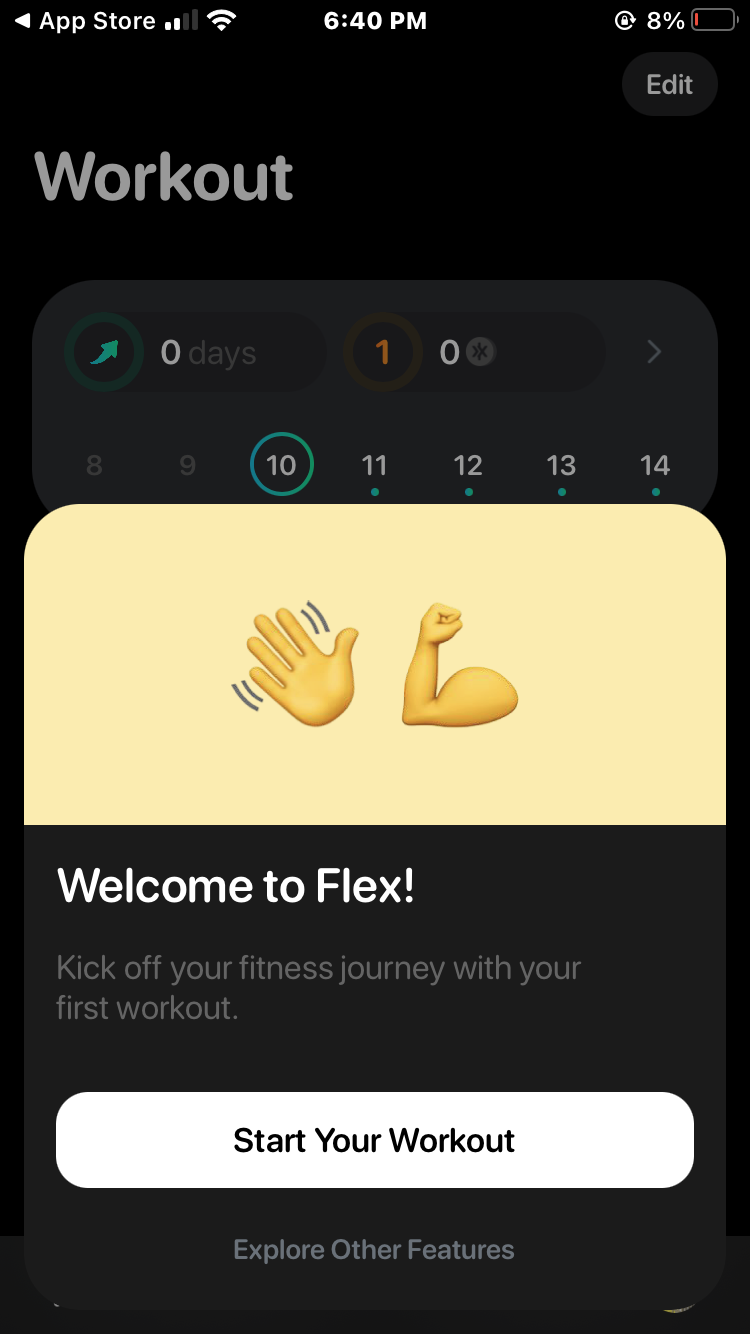 App Store
6:40 PM
8%
Edit
Workout
0 days
1
0
8 9 10 11 12 13 14
Welcome to Flex!
Kick off your fitness journey with your
first workout.
Start Your Workout
Explore Other Features